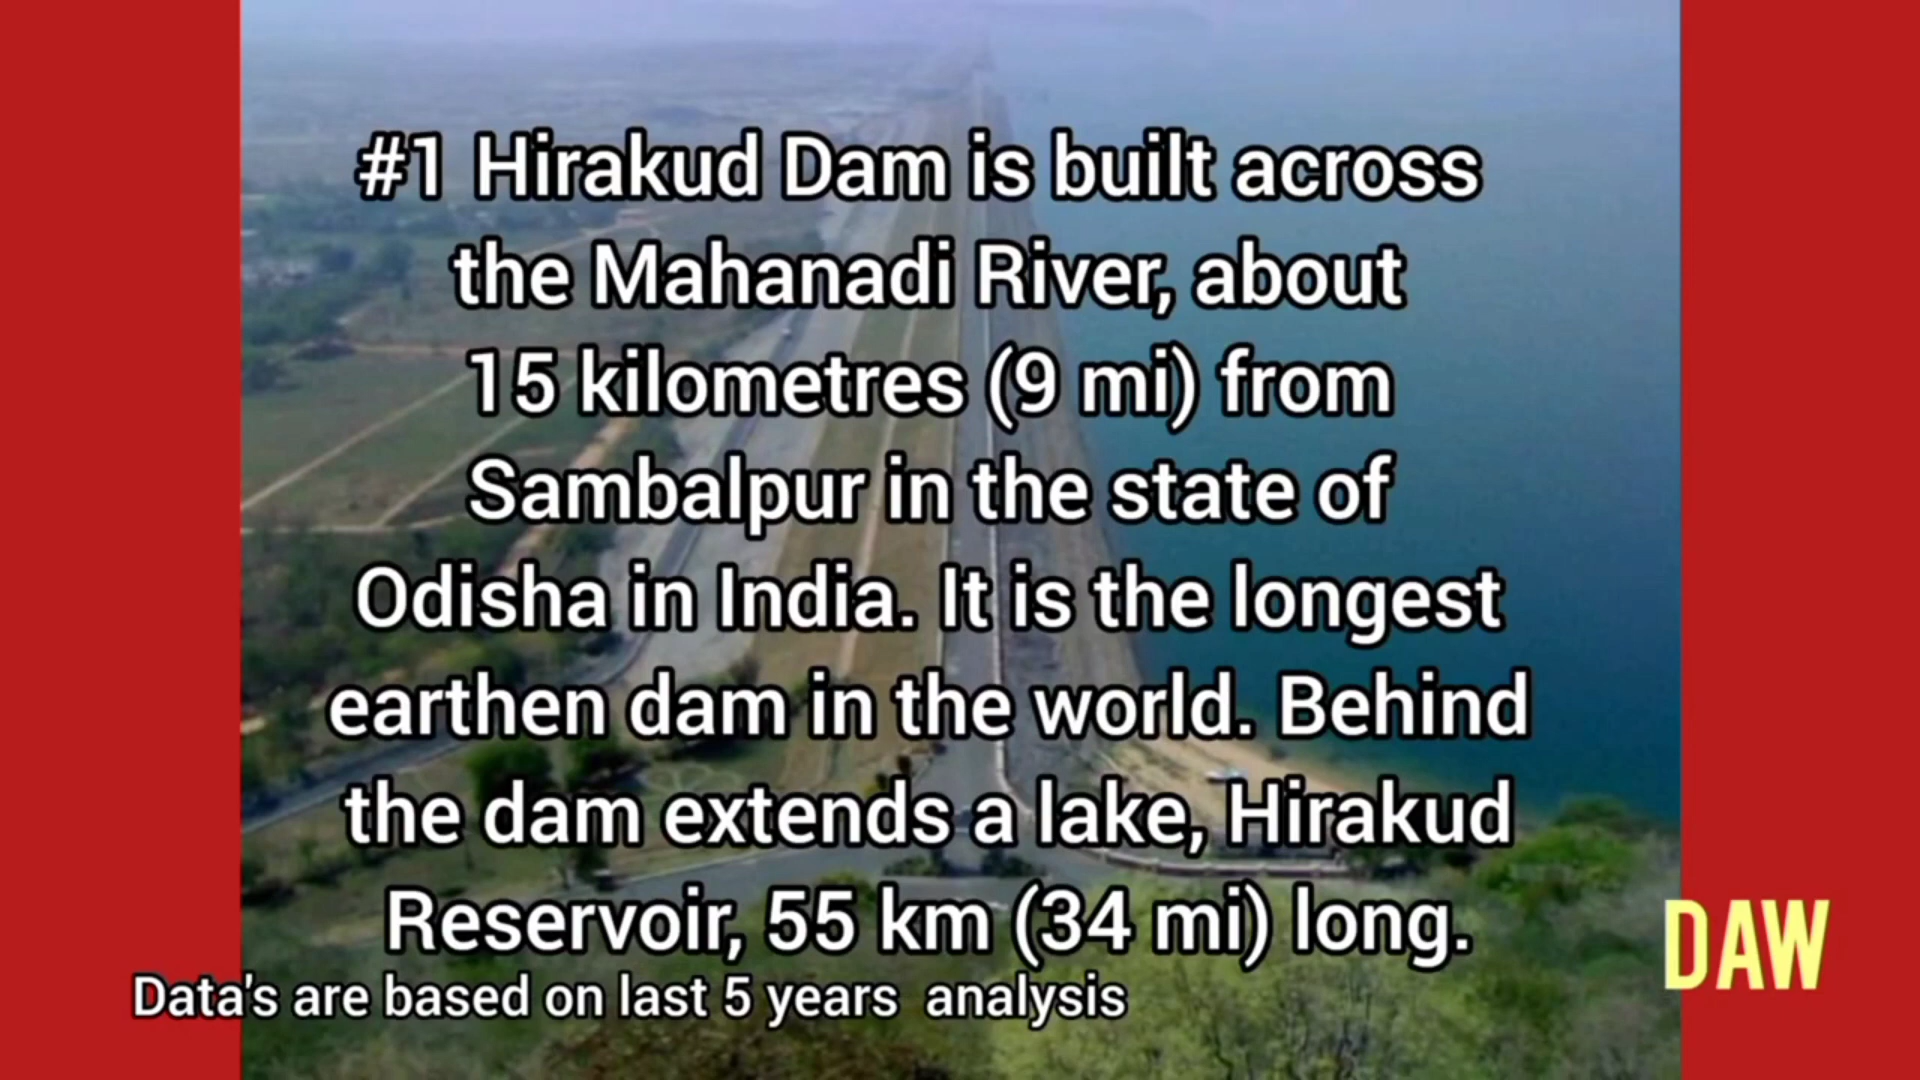 #1 Hirakud Dam is built across
the Mahanadi River, about
15 kilometres (9 mi) from
Sambalpur in the state of
Odisha in India. It is the longest
earthen dam in the world. Behind
the dam extends a lake, Hirakud
Reservoir, 55 km (34 mi) long.
DAW
Data's are based on last 5 years  analysis